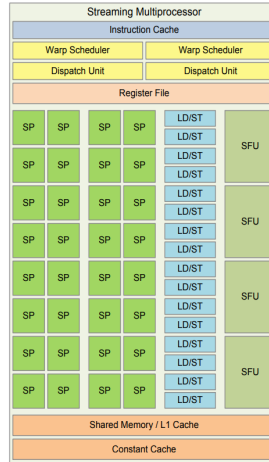 Streaming Multiprocessor
Instruction Cache
Warp Scheduler Warp Scheduler
Dispatch Unit Dispatch Unit
Register File
SP SP SP SP LD/ST
LD/ST
SFU
SP SP SP SP LD/ST
LD/ST
SP SP SP SP LD/ST
LD/ST
SFU
SP SP SP SP LD/ST
LD/ST
SP SP SP SP LD/ST
LD/ST
SFU
SP SP SP SP LD/ST
LD/ST
SP SP SP SP LD/ST
LD/ST
SFU
SP SP SP SP LD/ST
LD/ST
Shared Memory / L1 Cache
Constant Cache